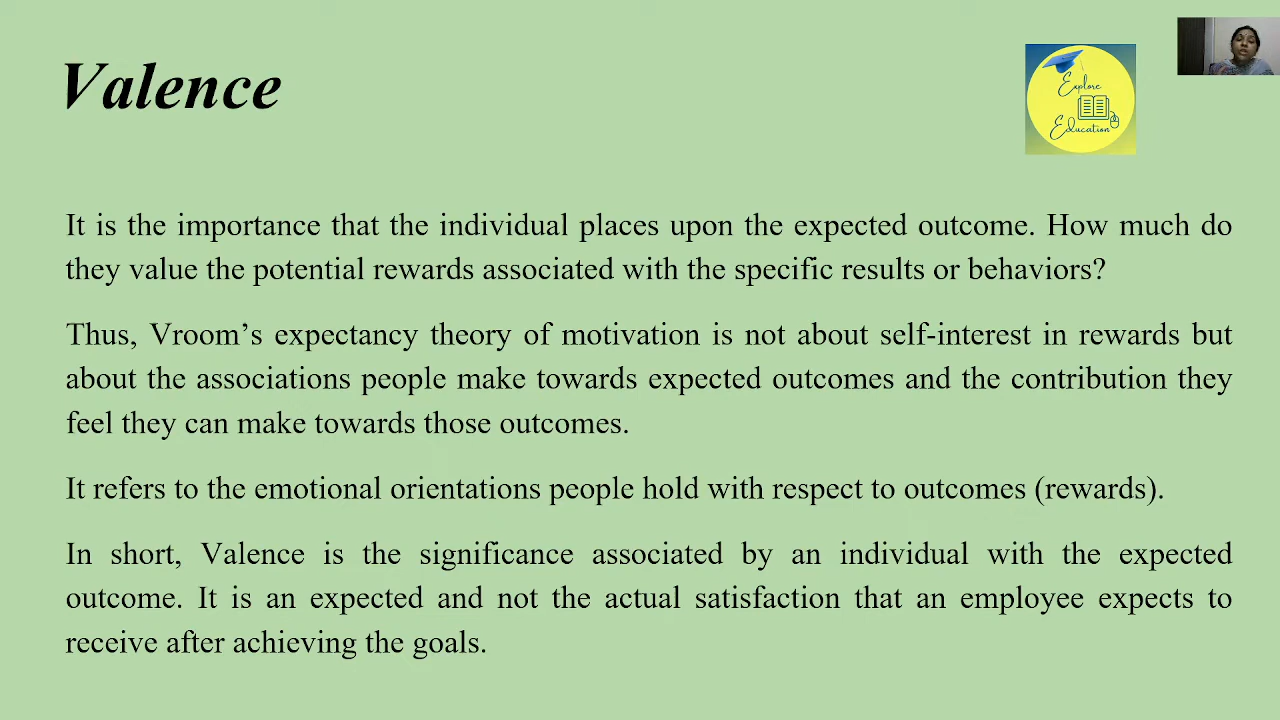 Valence
Explore
Education
It is the importance that the individual places upon the expected outcome. How much do
they value the potential rewards associated with the specific results or behaviors?
Thus, Vroom’s expectancy theory of motivation is not about self-interest in rewards but
about the associations people make towards expected outcomes and the contribution they
feel they can make towards those outcomes.
It refers to the emotional orientations people hold with respect to outcomes (rewards).
In short, Valence is the significance associated by an individual with the expected
outcome. It is an expected and not the actual satisfaction that an employee expects to
receive after achieving the goals.